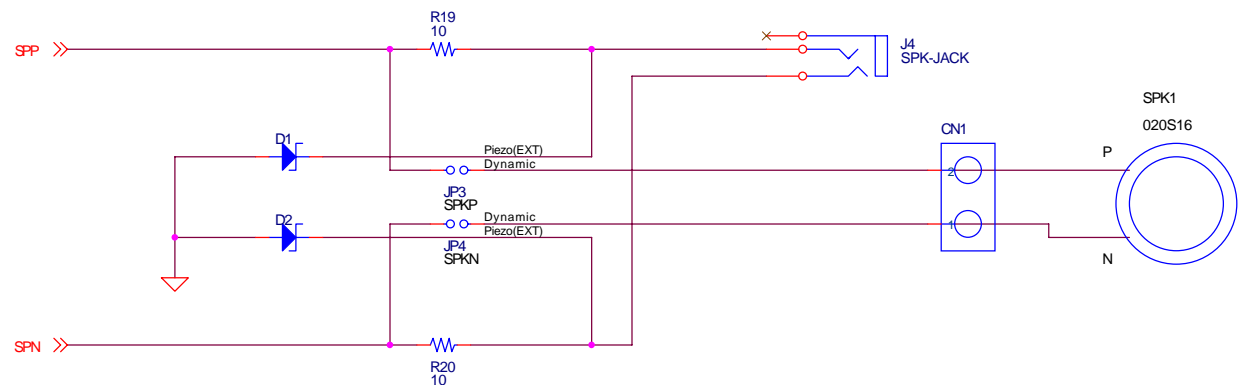 R19
10
SPP
J4
SPK-JACK
SPK1
020S16
CN1
D1
Piezo(EXT)
Dynamic
P
2
JP3
SPKP
D2
Dynamic
1
Piezo(EXT)
JP4
SPKN
N
SPN
R20
10